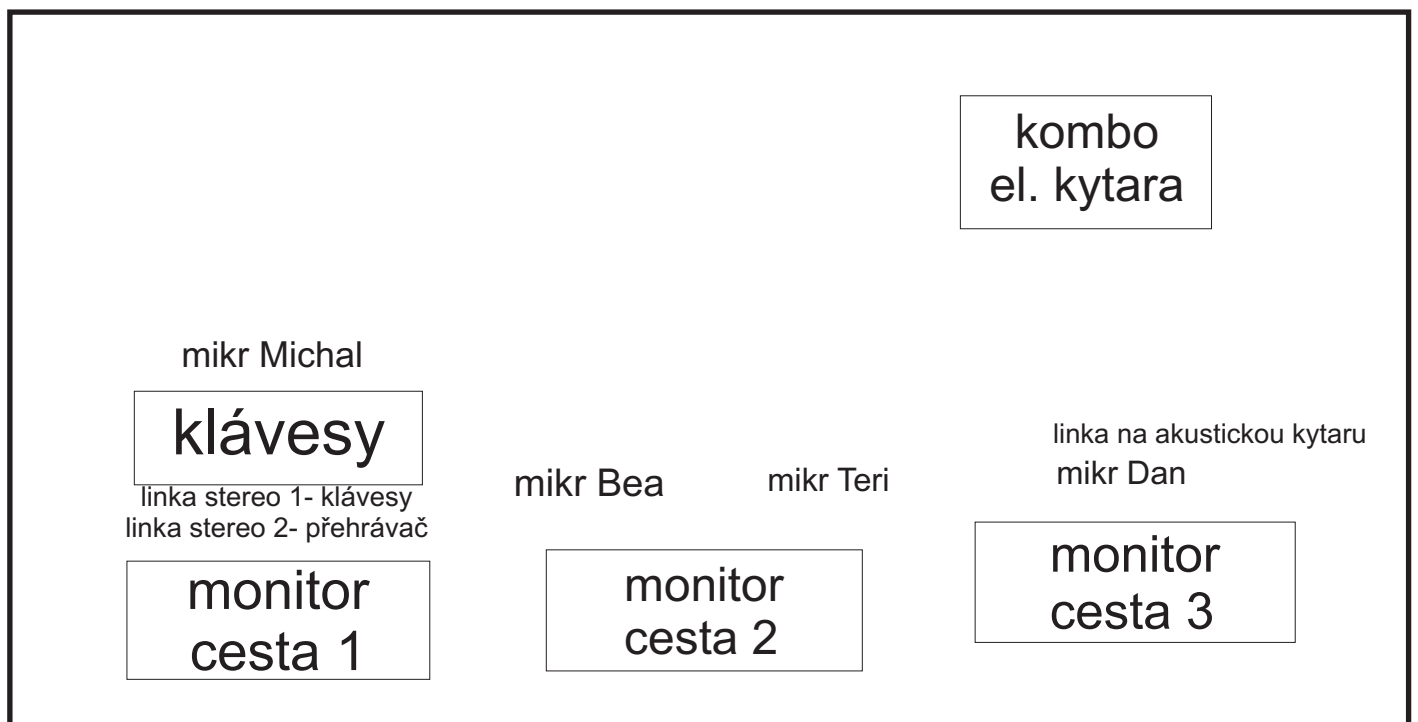 kombo
el. kytara
mikr Michal
klávesy
linka stereo 1- klávesy
linka stereo 2- přehrávač
monitor
cesta 1
mikr Bea
mikr Teri
monitor
cesta 2
linka na akustickou kytaru
mikr Dan
monitor
cesta 3